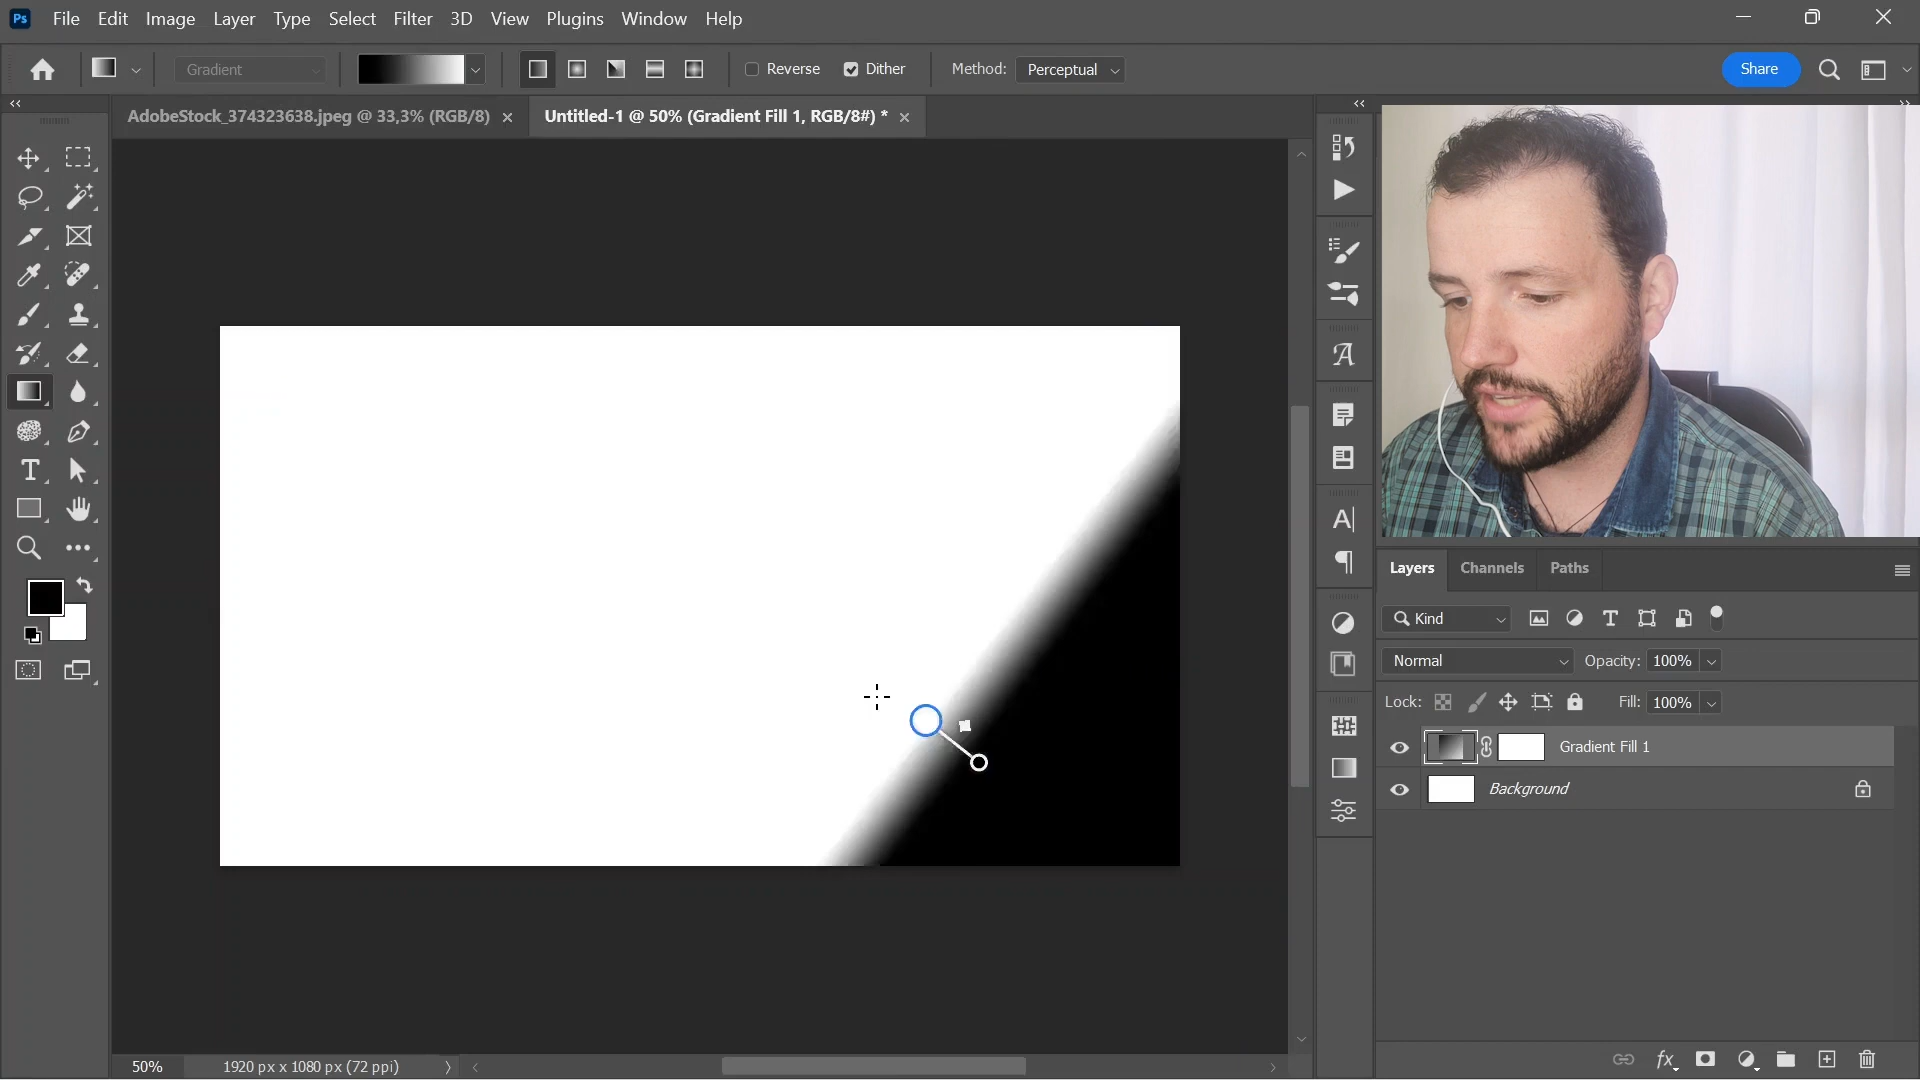 Ps File Edit Image Layer Type Select Filter 3D View Plugins Window Help
Gradient Reverse Dither Method: Perceptual Share
AdobeStock_374323638.jpeg @ 33,3% (RGB/8) Untitled-1 @ 50% (Gradient Fill 1, RGB/8#) *
Layers Channels Paths
Kind
Normal Opacity: 100%
Lock: Fill: 100%
Gradient Fill 1
Background
50% 1920 px x 1080 px (72 ppi)
fx